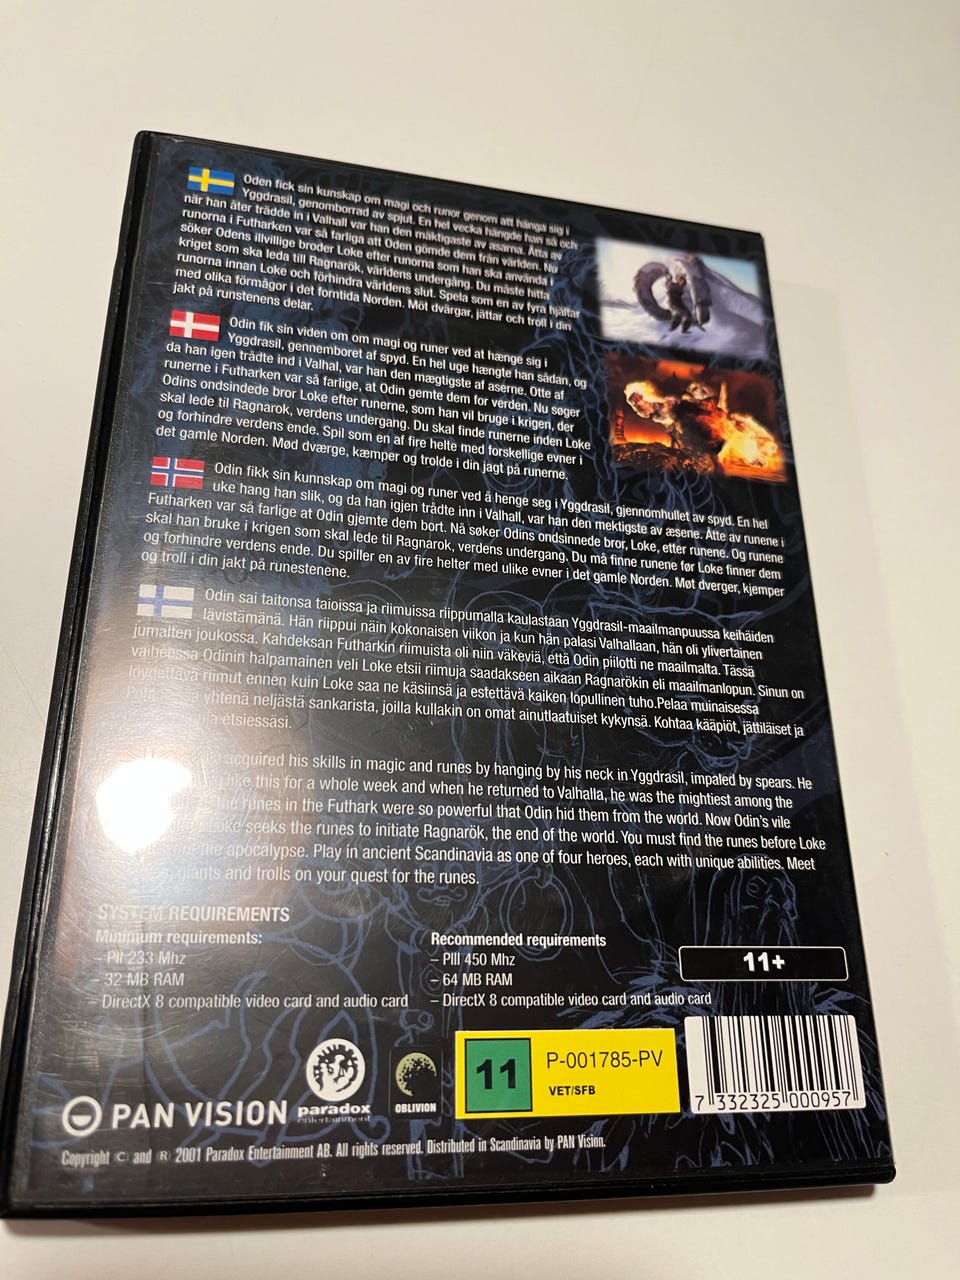 Oden fick sin kunskap om magi och runor genom att hänga sig i
Yggdrasil, genomborrad av spjut. En hel vecka hängde han så och
när han åter trädde in i Valhall var han den mäktigaste av asarna. Åtta av
runorna i Futharken var så farliga att Oden gömde dem från världen. Nu
söker Odens illvillige broder Loke efter runorna som han ska använda i
kriget som ska leda till Ragnarök, världens undergång. Du måste hitta
runorna innan Loke och förhindra världens slut. Spela som en av fyra hjältar
med olika förmågor i det forntida Norden. Möt dvärgar, jättar och troll i din
jakt på runstenens delar.
Odin fik sin viden om om magi og runer ved at hænge sig i
Yggdrasil, gennemboret af spyd. En hel uge hængte han sådan, og
da han igen trådte ind i Valhal, var han den mægtigste af aserne. Otte af
runerne i Futharken var så farlige, at Odin gemte dem for verden. Nu søger
Odins ondsindede bror Loke efter runerne, som han vil bruge i krigen, der
skal lede til Ragnarok, verdens undergang. Du skal finde runerne inden Loke
og forhindre verdens ende. Spil som en af fire helte med forskellige evner i
det gamle Norden. Mød dværge, kæmper og trolde i din jagt på runerne.
Odin fikk sin kunnskap om magi og runer ved å henge seg i Yggdrasil, gjennomhullet av spyd. En hel
uke hang han slik, og da han igjen trådte inn i Valhall, var han den mektigste av æsene. Åtte av runene i
Futharken var så farlige at Odin gjemte dem bort. Nå søker Odins ondsinnede bror, Loke, etter runene. Og runene
skal han bruke i krigen som skal lede til Ragnarok, verdens undergang. Du må finne runene før Loke finner dem
og forhindre verdens ende. Du spiller en av fire helter med ulike evner i det gamle Norden. Møt dverger, kjemper
og troll i din jakt på runestenene.
Odin sai taitonsa taioissa ja riimuissa riippumalla kaulastaan Yggdrasil-maailmanpuussa keihäiden
lävistämänä. Hän riippui näin kokonaisen viikon ja kun hän palasi Valhallaan, hän oli ylivertainen
jumalten joukossa. Kahdeksan Futharkin riimuista oli niin väkeviä, että Odin piilotti ne maailmalta. Tässä
vaiheessa Odinin halpamainen veli Loke etsii riimuja saadakseen aikaan Ragnarökin eli maailmanlopun. Sinun on
löydettävä riimut ennen kuin Loke saa ne käsiinsä ja estettävä kaiken lopullinen tuho.Pelaa muinaisessa
yhtenä neljästä sankarista, joilla kullakin on omat ainutlaatuiset kykynsä. Kohtaa kääpiöt, jättiläiset ja
etsiessäsi.
acquired his skills in magic and runes by hanging by his neck in Yggdrasil, impaled by spears. He
like this for a whole week and when he returned to Valhalla, he was the mightiest among the
the runes in the Futhark were so powerful that Odin hid them from the world. Now Odin's vile
Loke seeks the runes to initiate Ragnarök, the end of the world. You must find the runes before Loke
the apocalypse. Play in ancient Scandinavia as one of four heroes, each with unique abilities. Meet
giants and trolls on your quest for the runes.
SYSTEM REQUIREMENTS
Minimum requirements:
– PII 233 Mhz
– 32 MB RAM
– DirectX 8 compatible video card and audio card
Recommended requirements
– PIII 450 Mhz
– 64 MB RAM
– DirectX 8 compatible video card and audio card
11+
11
P-001785-PV
VET/SFB
7 332325 000957
PAN VISION
paradox
entertainment
OBLIVION
Copyright © and ® 2001 Paradox Entertainment AB. All rights reserved. Distributed in Scandinavia by PAN Vision.